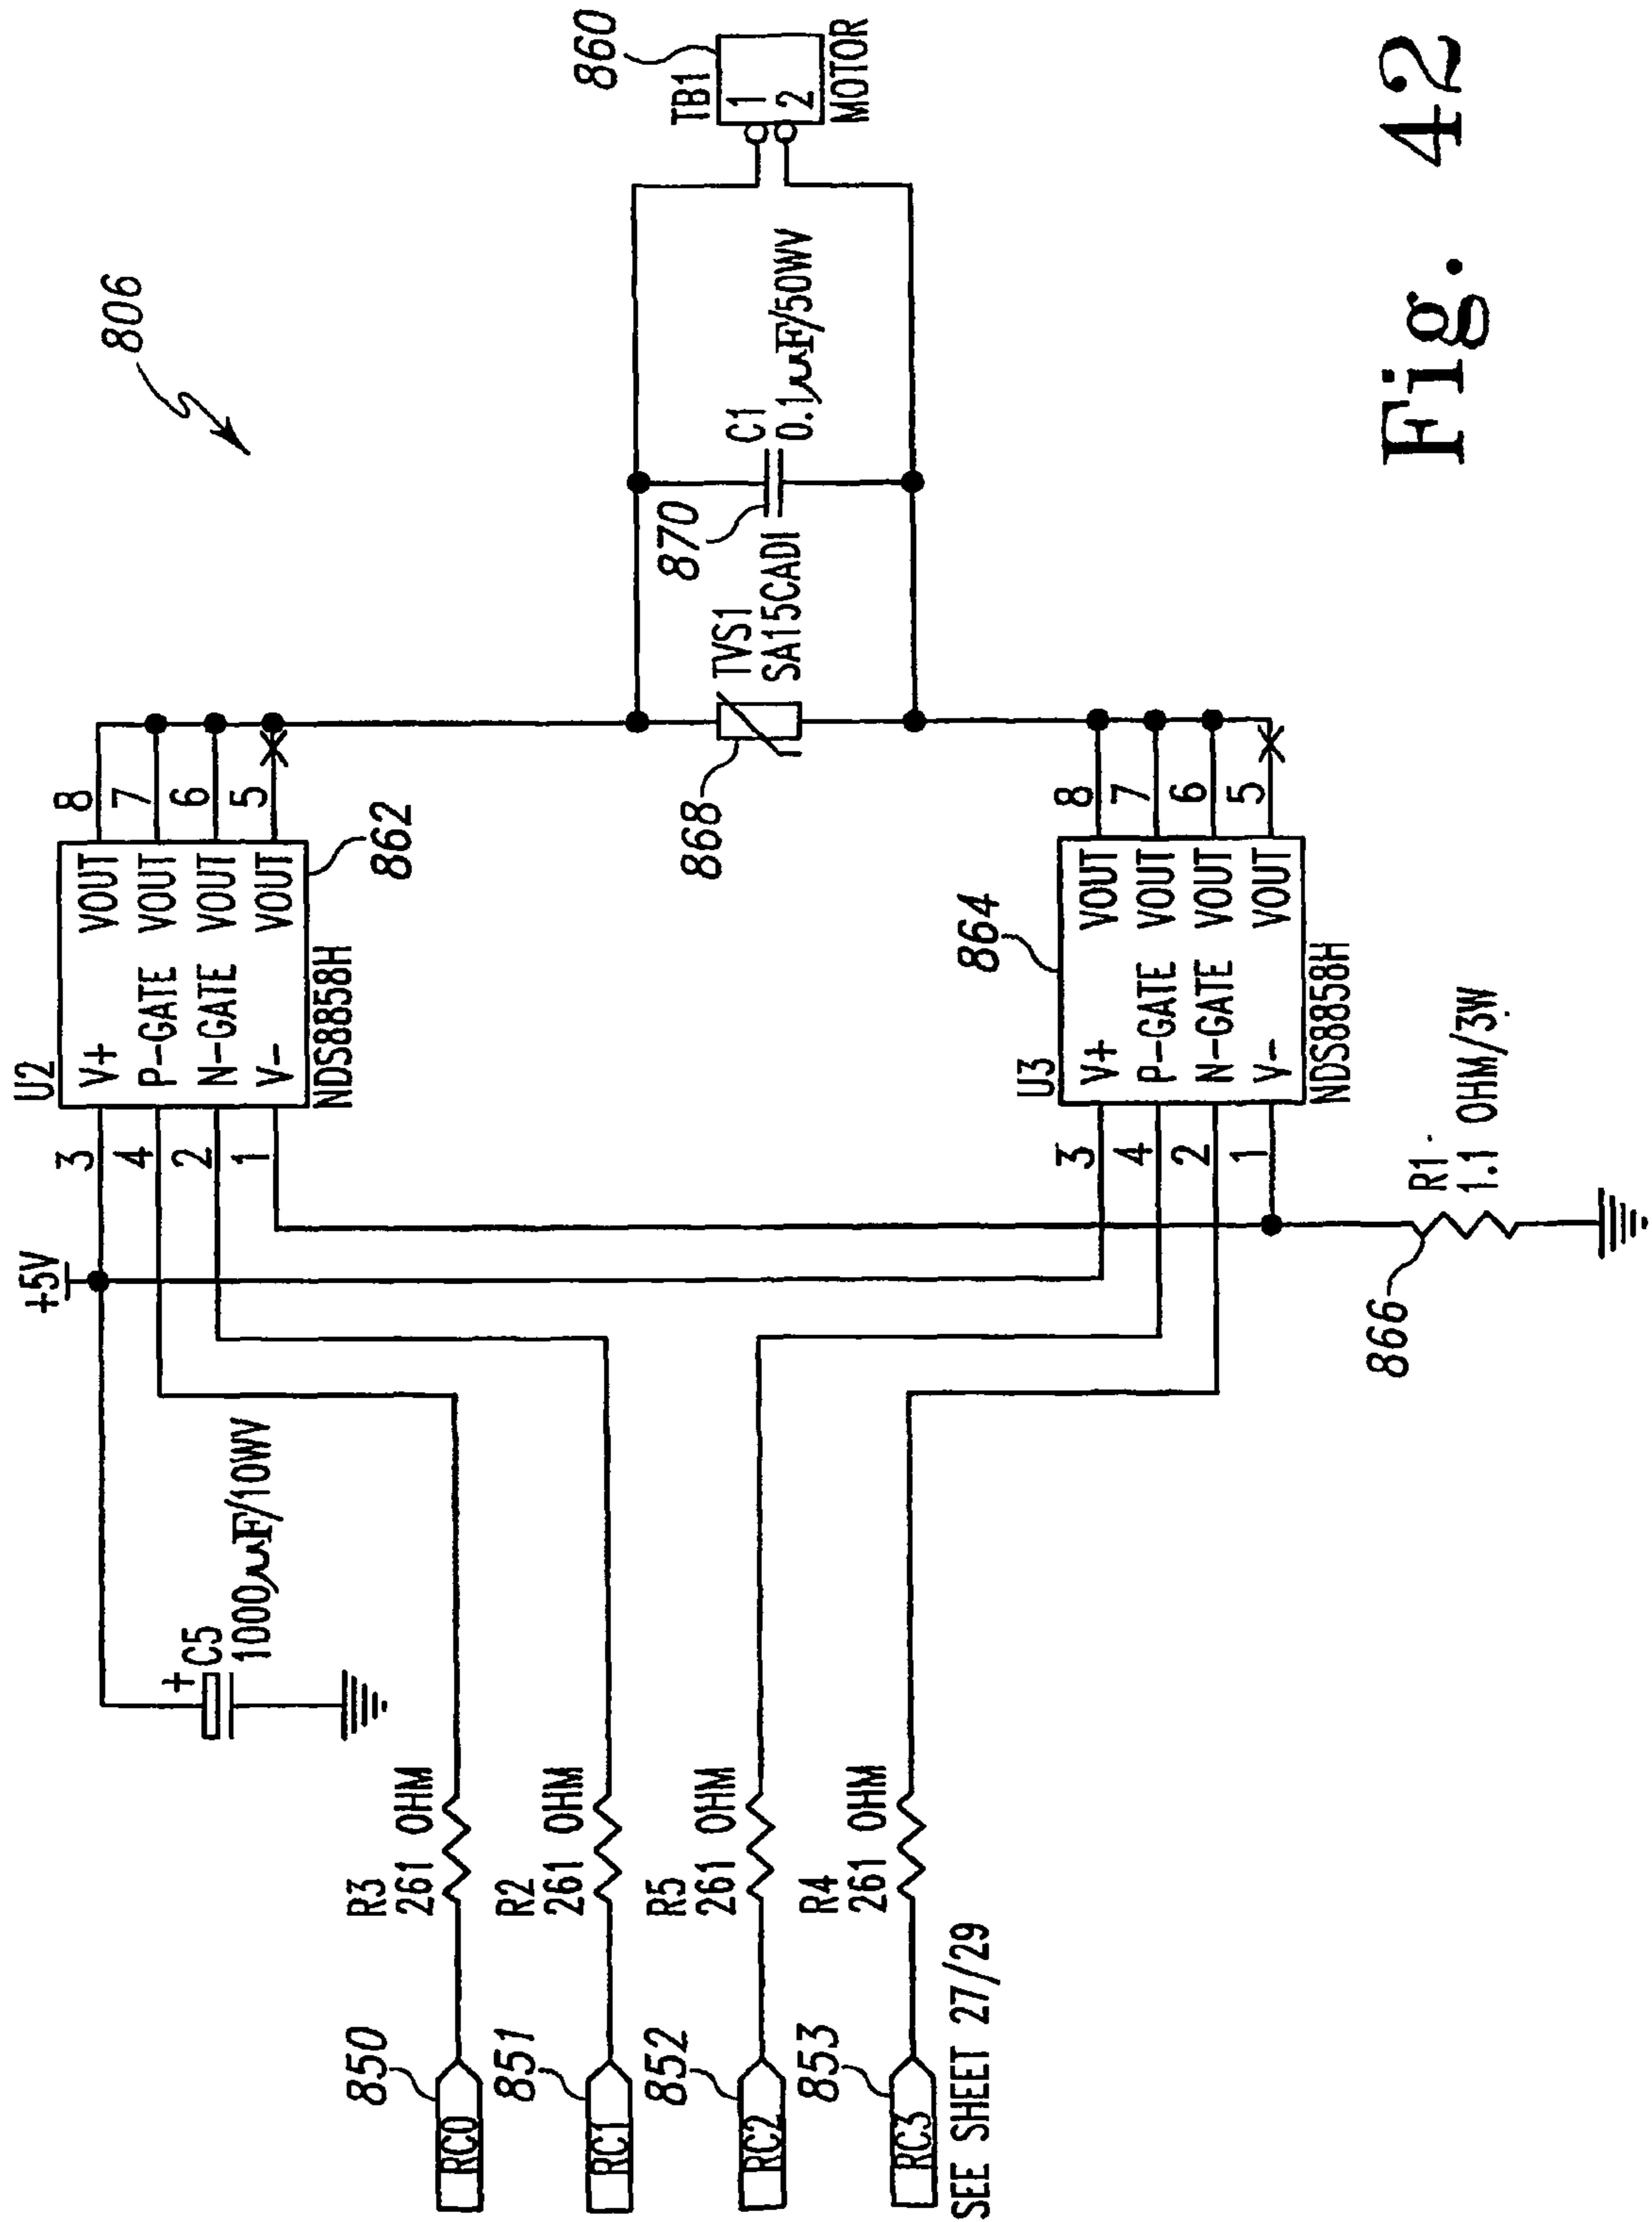 806
+5V
U2
3 V+ VOUT 8
4 P-GATE VOUT 7
2 N-GATE VOUT 6
1 V- VOUT 5
NDS8858H
862
+
C5
1000µF/10WV
850
RC0
R3
261 OHM
851
RC1
R2
261 OHM
852
RC2
R5
261 OHM
853
RC3
R4
261 OHM
SEE SHEET 27/29
868
TVS1
SA15CADI
870
C1
0.1µF/50WV
860
TB1
1
2
MOTOR
864
U3
3 V+ VOUT 8
4 P-GATE VOUT 7
2 N-GATE VOUT 6
1 V- VOUT 5
NDS8858H
866
R1
1.1 OHM/3W
Fig. 42